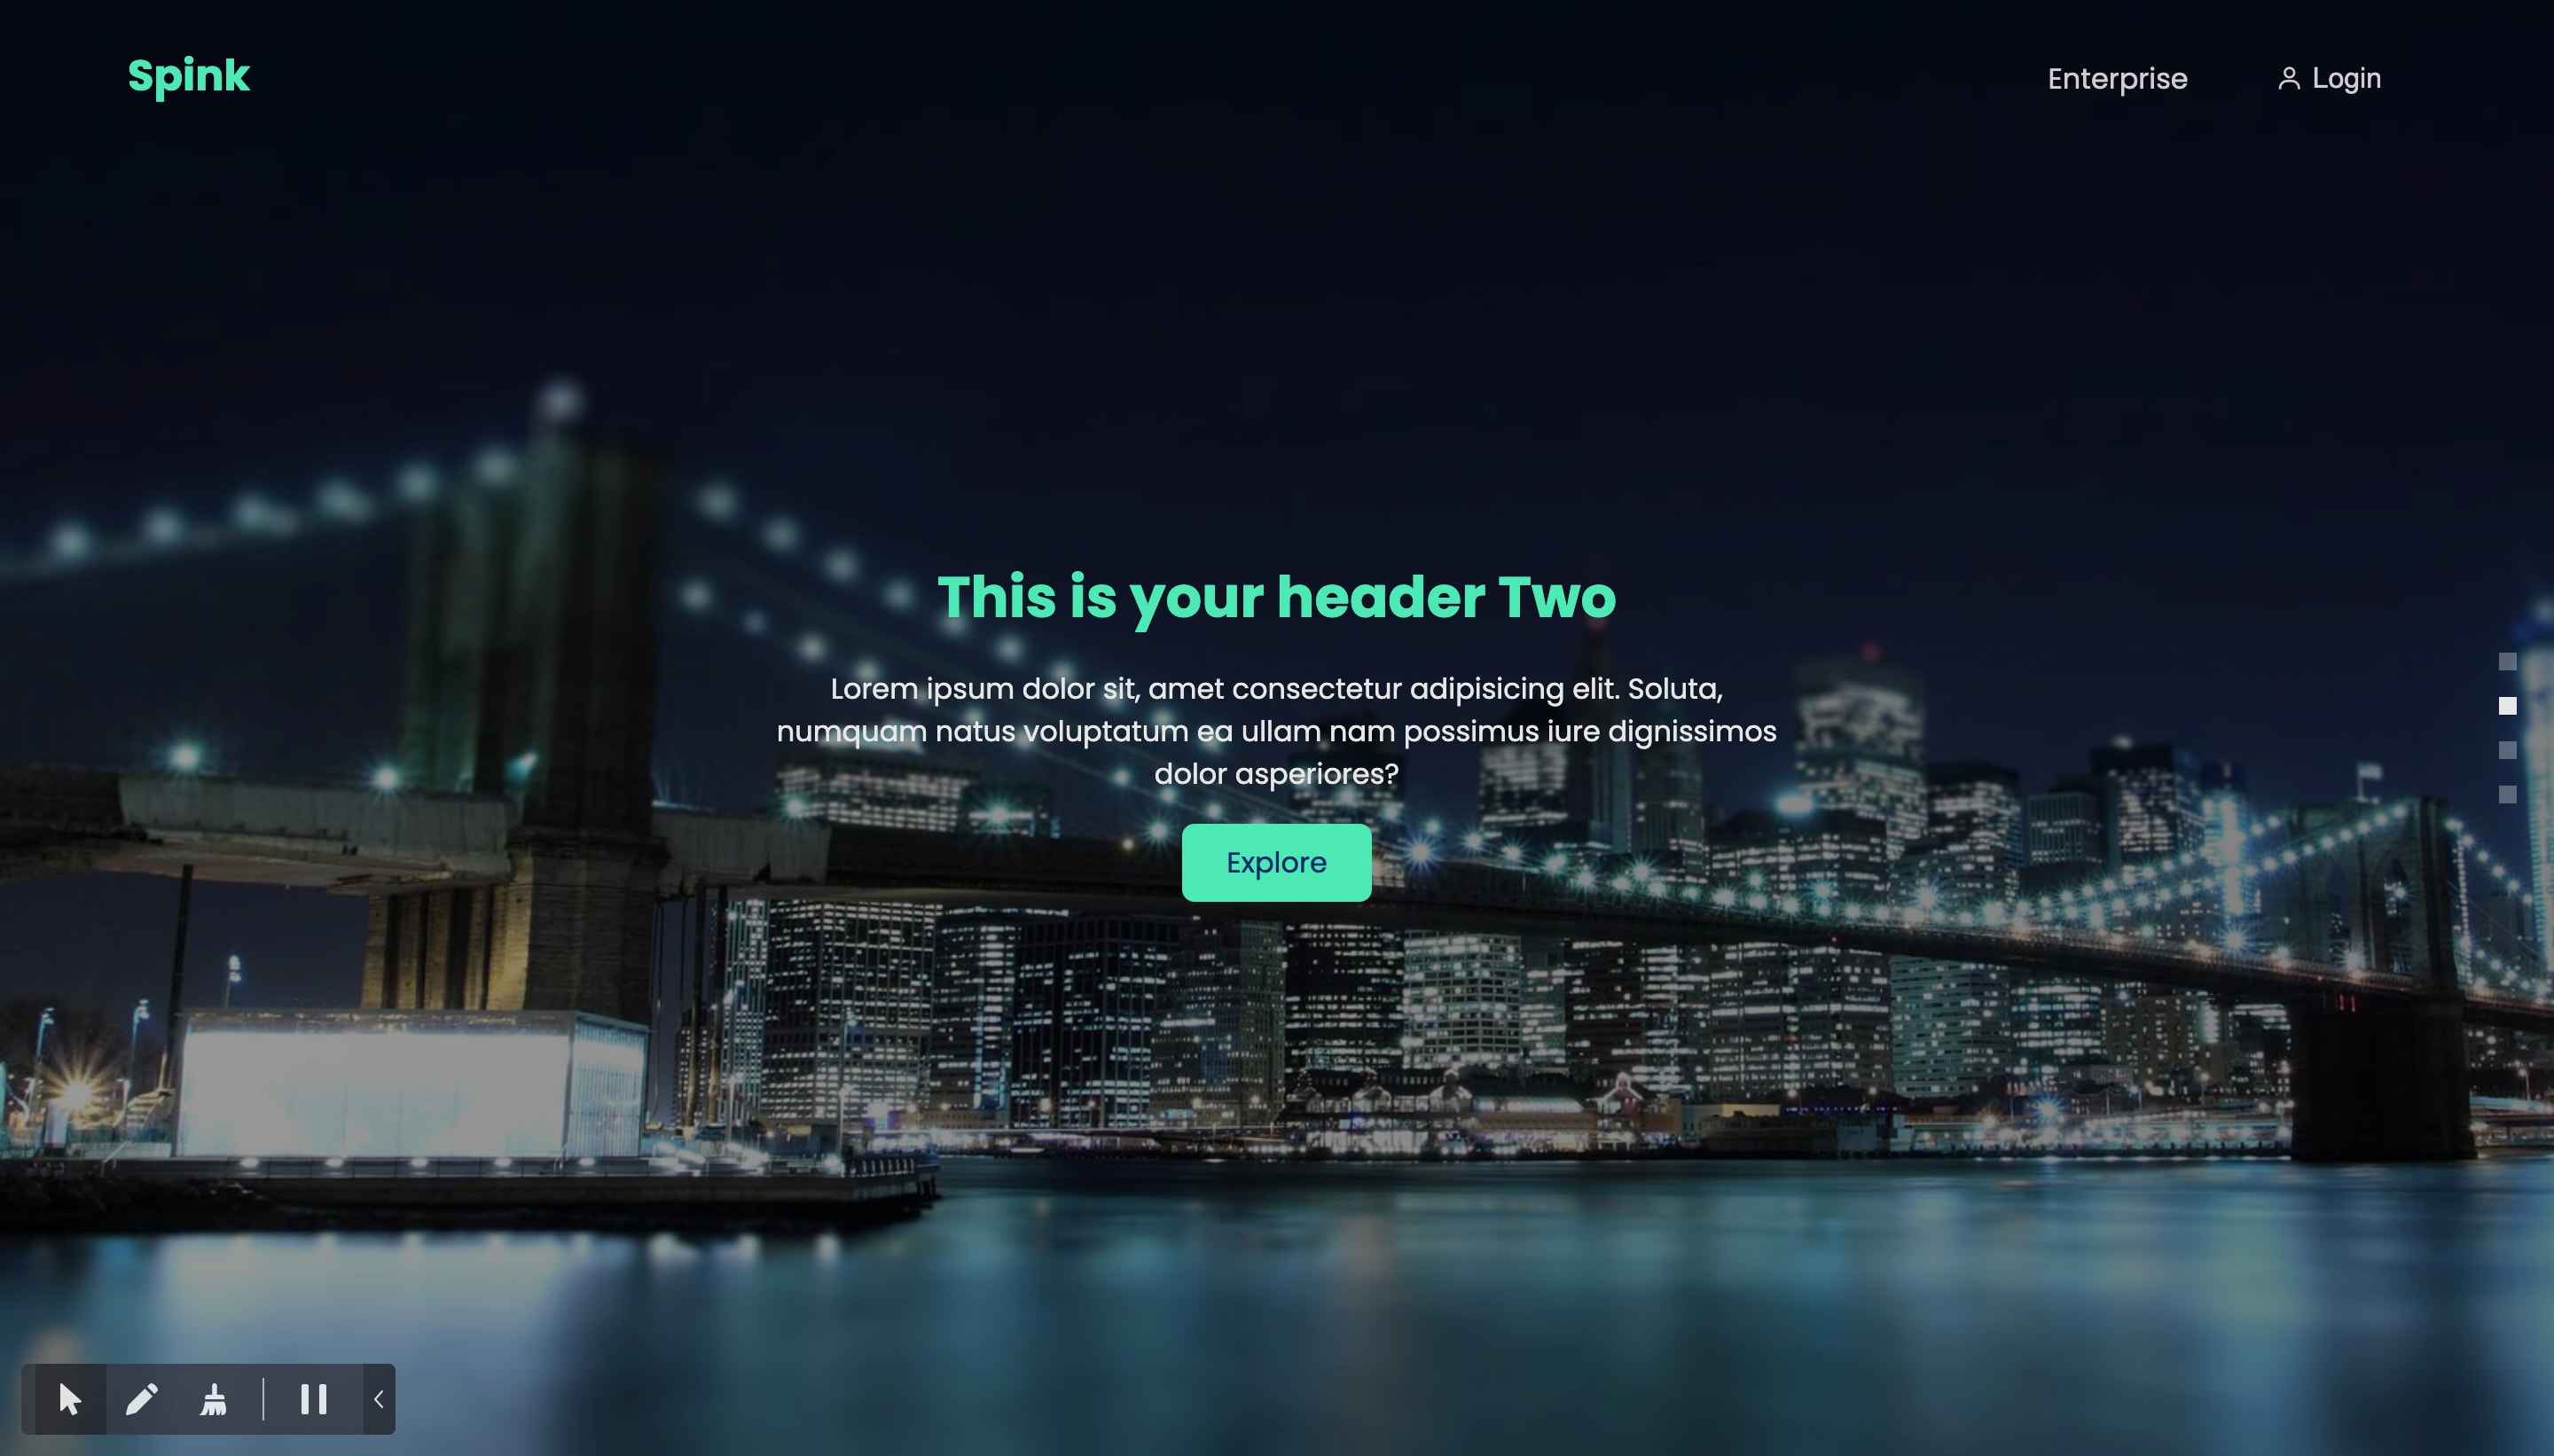 Spink
Enterprise
Login
This is your header Two
Lorem ipsum dolor sit, amet consectetur adipisicing elit. Soluta,
numquam natus voluptatum ea ullam nam possimus iure dignissimos
dolor asperiores?
Explore